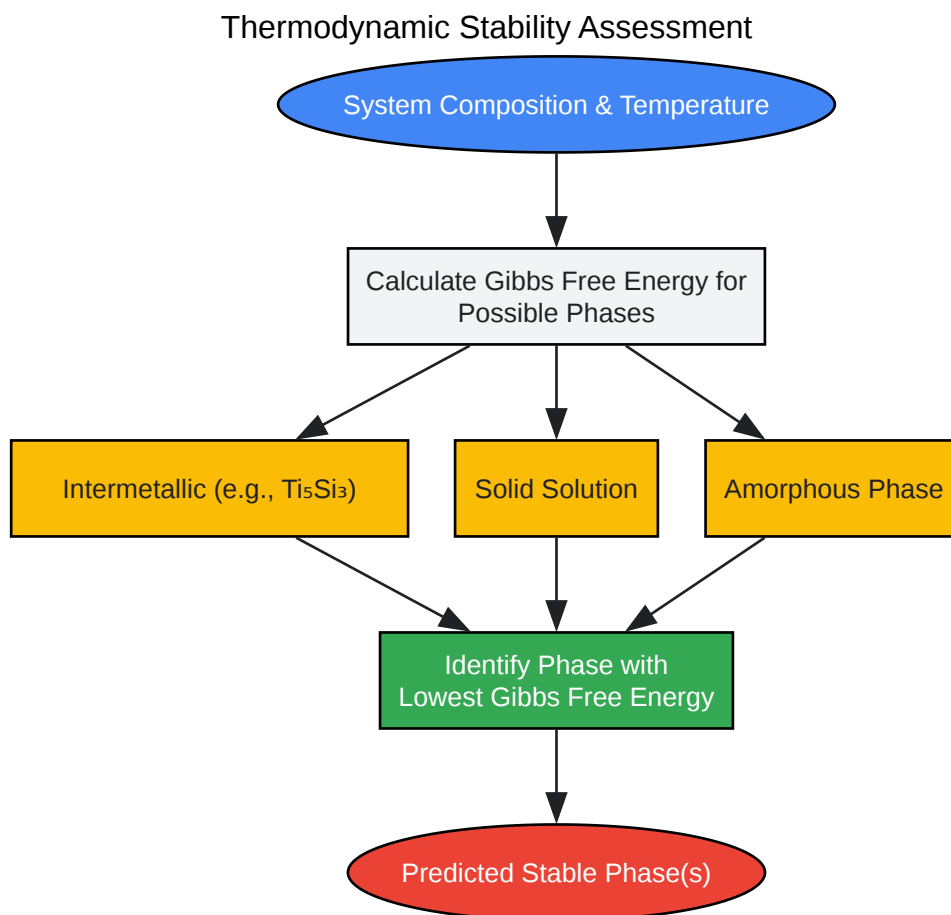 Thermodynamic Stability Assessment
System Composition & Temperature
Calculate Gibbs Free Energy for
Possible Phases
Intermetallic (e.g., Ti₅Si₃)
Solid Solution
Amorphous Phase
Identify Phase with
Lowest Gibbs Free Energy
Predicted Stable Phase(s)